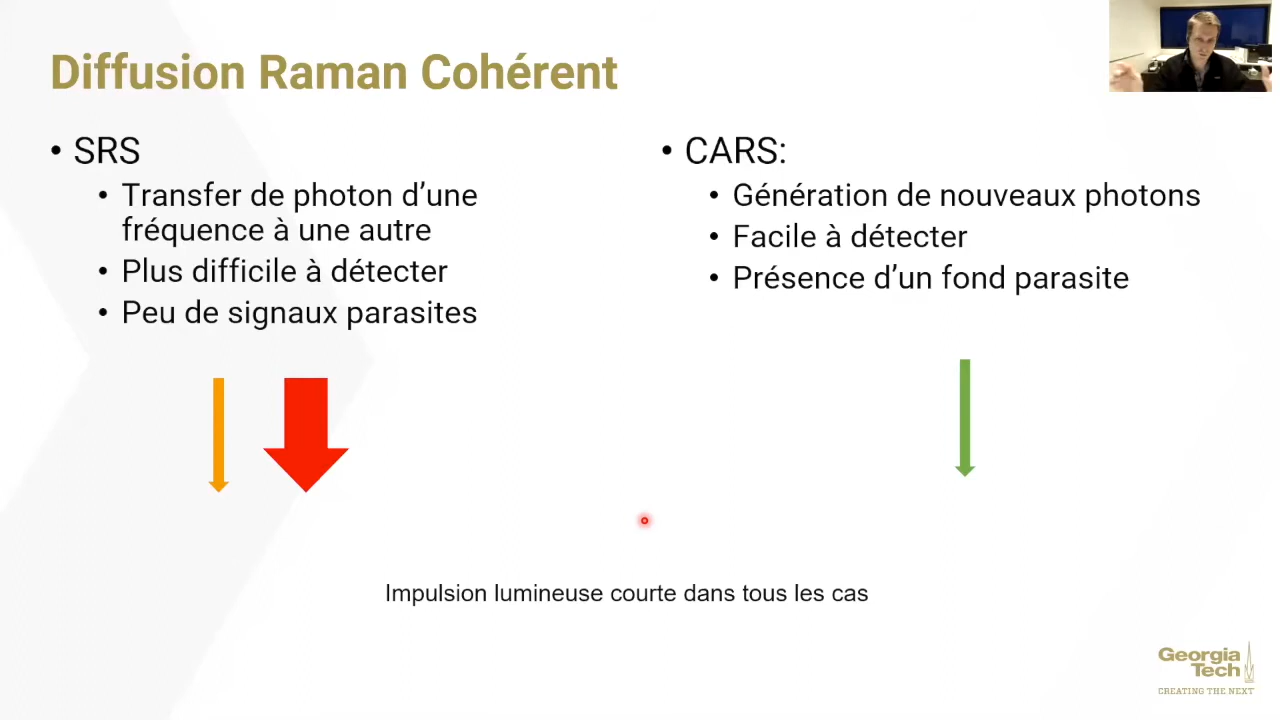 Diffusion Raman Cohérent
• SRS
• Transfer de photon d’une
fréquence à une autre
• Plus difficile à détecter
• Peu de signaux parasites
• CARS:
• Génération de nouveaux photons
• Facile à détecter
• Présence d’un fond parasite
Impulsion lumineuse courte dans tous les cas
Georgia
Tech
CREATING THE NEXT